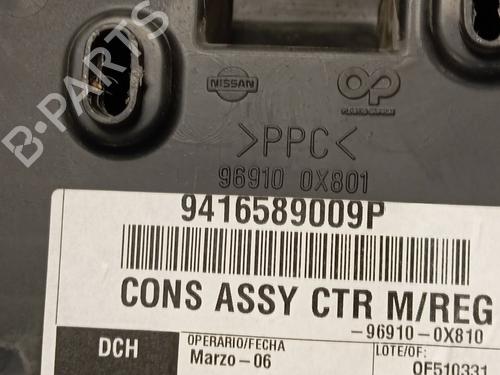 B-PARTS
NISSAN
OP
>PPC<
96910 0X801
9416589009P
CONS ASSY CTR M/REG
-96910-0X810
DCH
OPERARIO/FECHA
Marzo-06
LOTE/OF:
OF510331